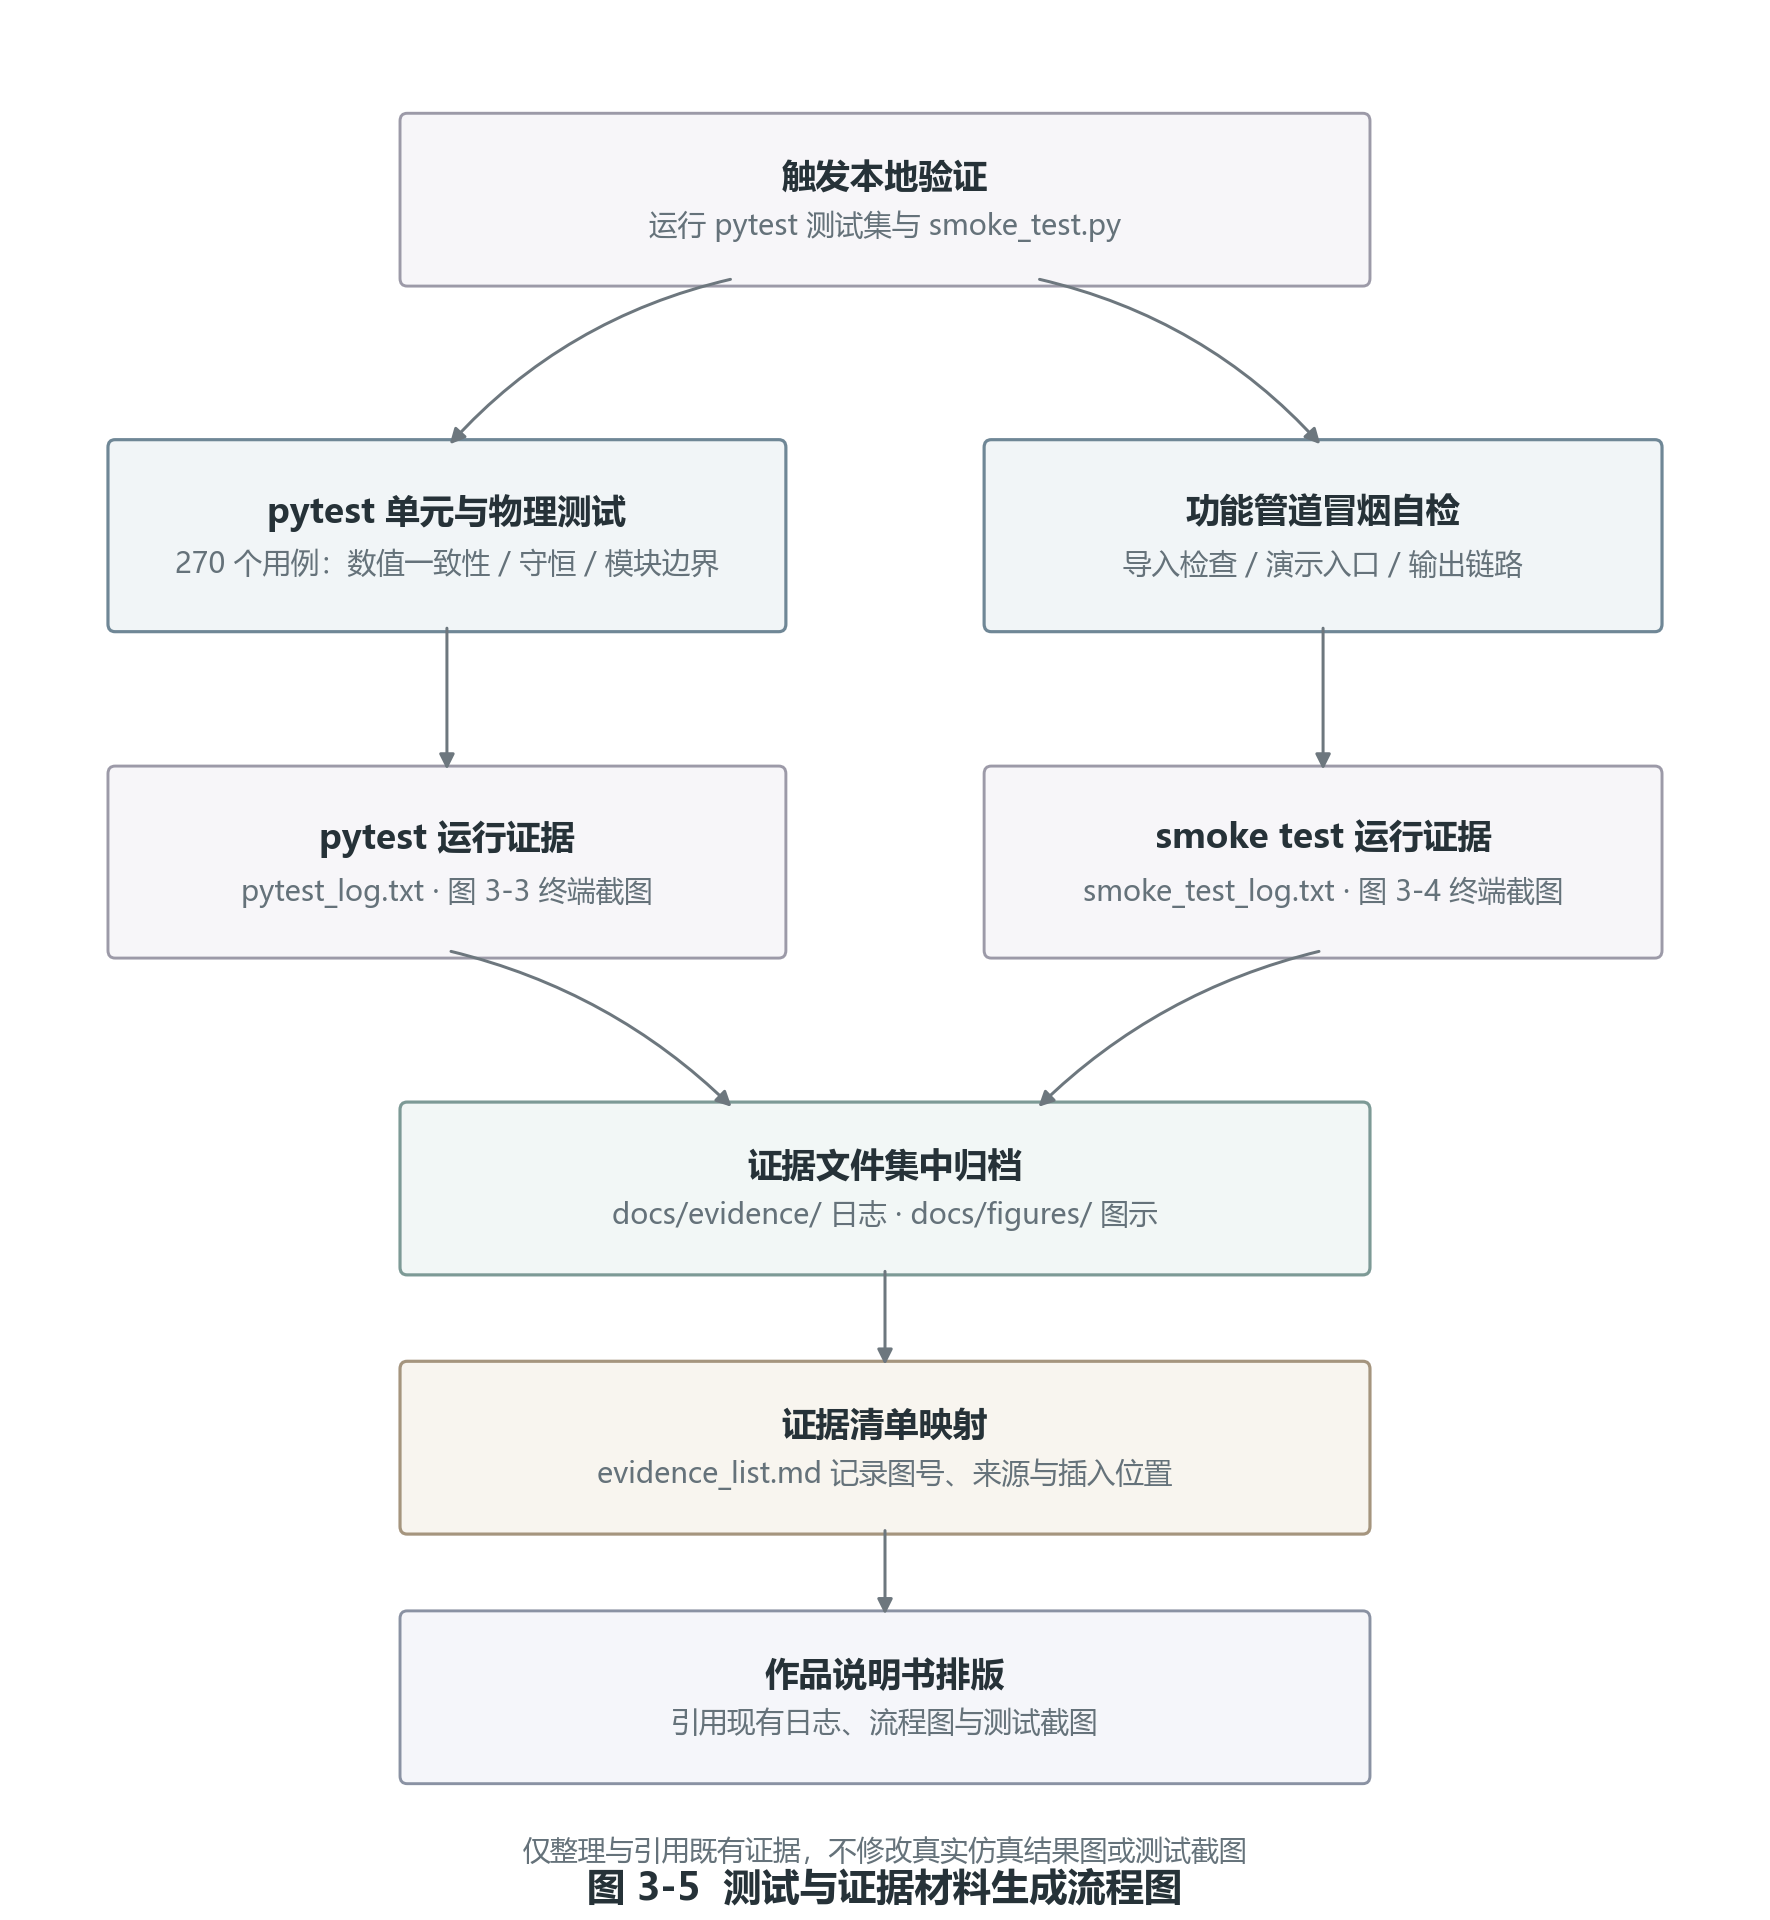 触发本地验证
运行 pytest 测试集与 smoke_test.py
pytest 单元与物理测试
270 个用例：数值一致性 / 守恒 / 模块边界
功能管道冒烟自检
导入检查 / 演示入口 / 输出链路
pytest 运行证据
pytest_log.txt · 图 3-3 终端截图
smoke test 运行证据
smoke_test_log.txt · 图 3-4 终端截图
证据文件集中归档
docs/evidence/ 日志 · docs/figures/ 图示
证据清单映射
evidence_list.md 记录图号、来源与插入位置
作品说明书排版
引用现有日志、流程图与测试截图
仅整理与引用既有证据，不修改真实仿真结果图或测试截图
图 3-5 测试与证据材料生成流程图